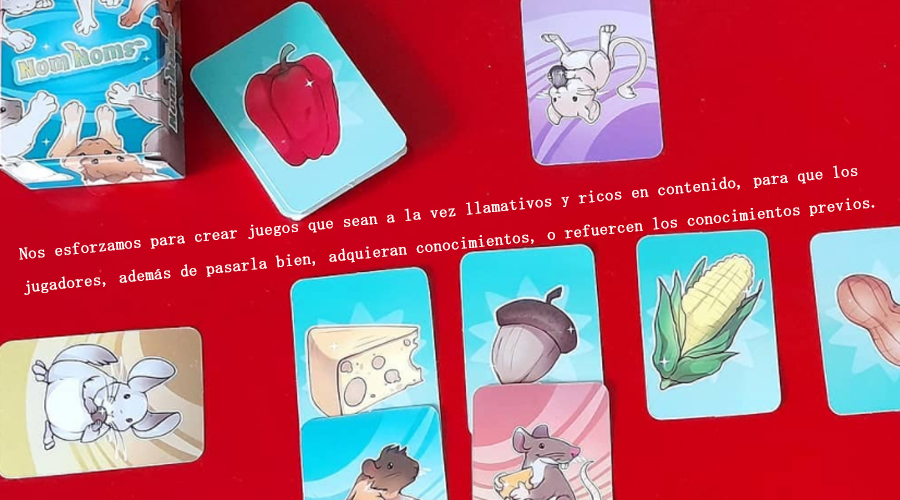 Nom Noms
Nos esforzamos para crear juegos que sean a la vez llamativos y ricos en contenido, para que los
jugadores, además de pasarla bien, adquieran conocimientos, o refuercen los conocimientos previos.